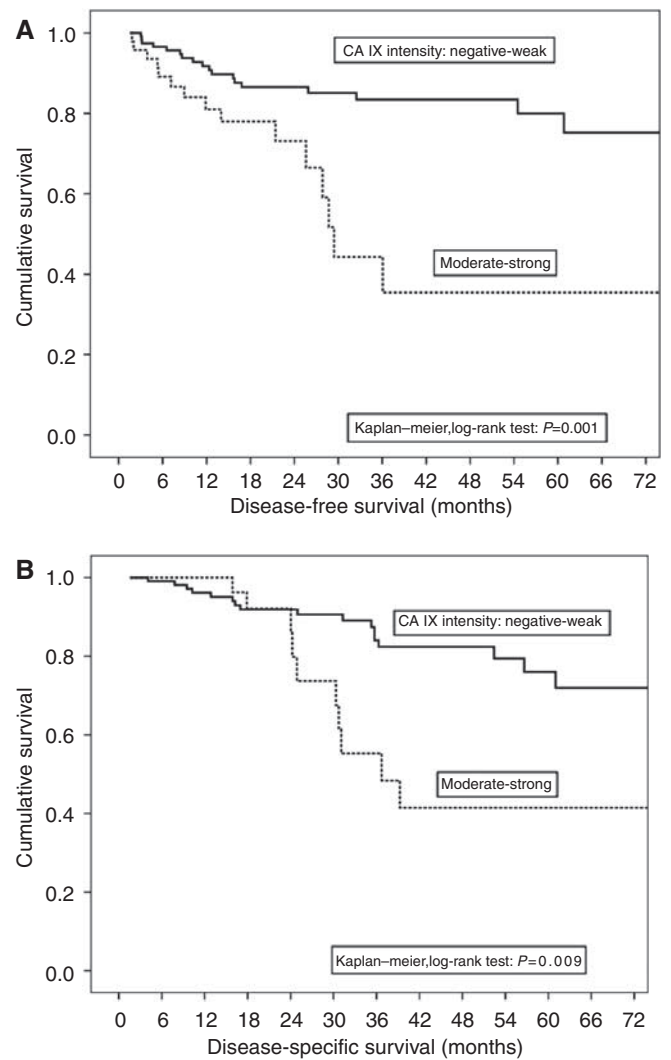 A
1.0
0.8
0.6
0.4
0.2
0.0
Cumulative survival
CA IX intensity: negative-weak
Moderate-strong
Kaplan–meier,log-rank test: P=0.001
0 6 12 18 24 30 36 42 48 54 60 66 72
Disease-free survival (months)
B
1.0
0.8
0.6
0.4
0.2
0.0
Cumulative survival
CA IX intensity: negative-weak
Moderate-strong
Kaplan–meier,log-rank test: P=0.009
0 6 12 18 24 30 36 42 48 54 60 66 72
Disease-specific survival (months)